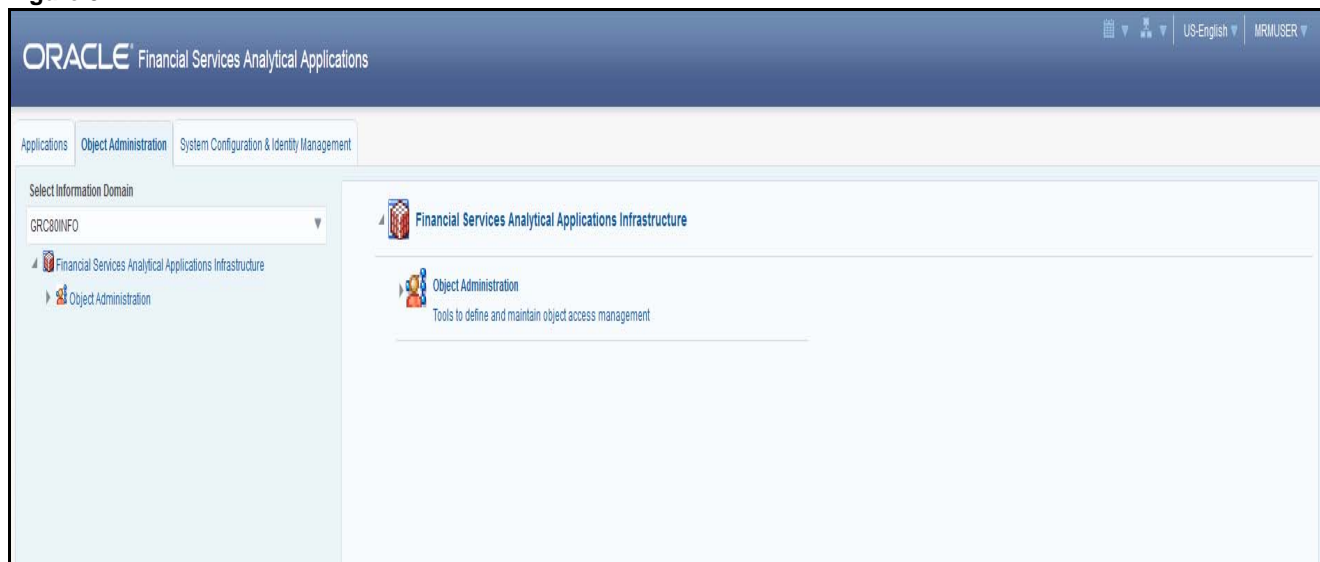 US-English MRMUSER
ORACLE Financial Services Analytical Applications
Applications Object Administration System Configuration & Identity Management
Select Information Domain
GRC80INFO
Financial Services Analytical Applications Infrastructure
Object Administration
Financial Services Analytical Applications Infrastructure
Object Administration
Tools to define and maintain object access management